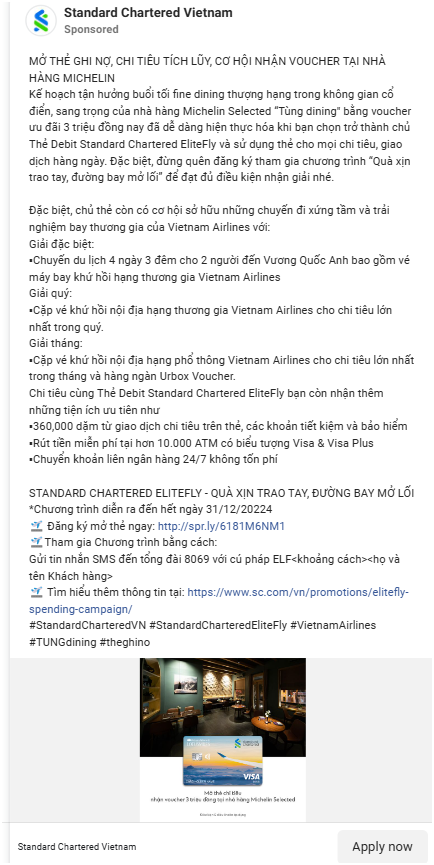 Standard Chartered Vietnam
Sponsored
MỞ THẺ GHI NỢ, CHI TIÊU TÍCH LŨY, CƠ HỘI NHẬN VOUCHER TẠI NHÀ
HÀNG MICHELIN
Kế hoạch tận hưởng buổi tối fine dining thượng hạng trong không gian cổ
điển, sang trọng của nhà hàng Michelin Selected “Tùng dining" bằng voucher
ưu đãi 3 triệu đồng nay đã dễ dàng hiện thực hóa khi bạn chọn trở thành chủ
Thẻ Debit Standard Chartered EliteFly và sử dụng thẻ cho mọi chi tiêu, giao
dịch hàng ngày. Đặc biệt, đừng quên đăng ký tham gia chương trình “Quà xịn
trao tay, đường bay mở lối” để đạt đủ điều kiện nhận giải nhé.
Đặc biệt, chủ thẻ còn có cơ hội sở hữu những chuyến đi xứng tầm và trải
nghiệm bay thương gia của Vietnam Airlines với:
Giải đặc biệt:
▪Chuyến du lịch 4 ngày 3 đêm cho 2 người đến Vương Quốc Anh bao gồm vé
máy bay khứ hồi hạng thương gia Vietnam Airlines
Giải quý:
▪Cặp vé khứ hồi nội địa hạng thương gia Vietnam Airlines cho chi tiêu lớn
nhất trong quý.
Giải tháng:
▪Cặp vé khứ hồi nội địa hạng phổ thông Vietnam Airlines cho chi tiêu lớn nhất
trong tháng và hàng ngàn Urbox Voucher.
Chi tiêu cùng Thẻ Debit Standard Chartered EliteFly bạn còn nhận thêm
những tiện ích ưu tiên như
▪360,000 dặm từ giao dịch chi tiêu trên thẻ, các khoản tiết kiệm và bảo hiểm
▪Rút tiền miễn phí tại hơn 10.000 ATM có biểu tượng Visa & Visa Plus
▪Chuyển khoản liên ngân hàng 24/7 không tốn phí
STANDARD CHARTERED ELITEFLY - QUÀ XỊN TRAO TAY, ĐƯỜNG BAY MỞ LỐI
*Chương trình diễn ra đến hết ngày 31/12/20224
Đăng ký mở thẻ ngay: http://spr.ly/6181M6NM1
Tham gia Chương trình bằng cách:
Gửi tin nhắn SMS đến tổng đài 8069 với cú pháp ELF<khoảng cách><họ và
tên Khách hàng>
Tìm hiểu thêm thông tin tại: https://www.sc.com/vn/promotions/elitefly-
spending-campaign/
#StandardCharteredVN #StandardCharteredEliteFly #VietnamAirlines
#TUNGdining #theghino
VISA
Mở thẻ chi tiêu
nhận voucher 3 triệu đồng tại nhà hàng Michelin Selected
Standard Chartered Vietnam
Apply now